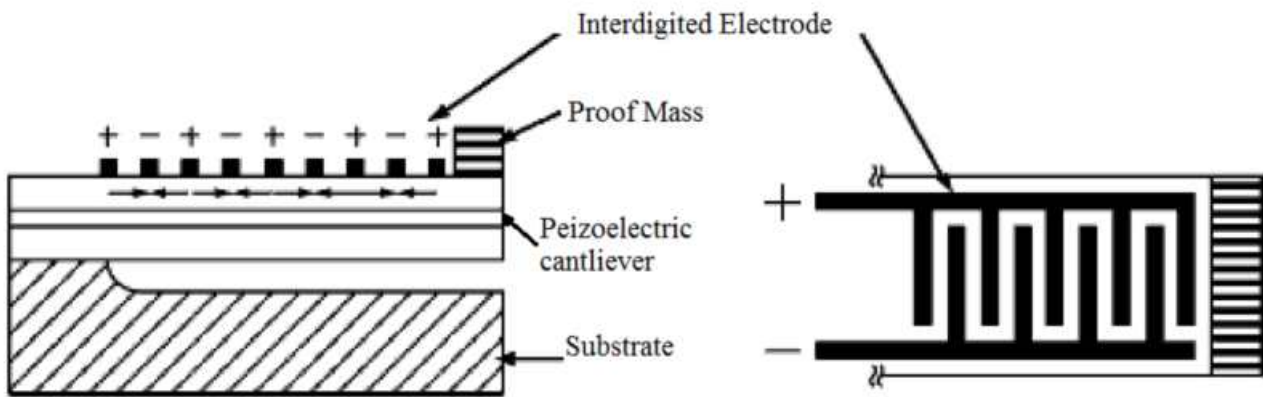 Interdigited Electrode
Proof Mass
+ − + − + − + − +
Peizoelectric
cantliever
Substrate
+
−